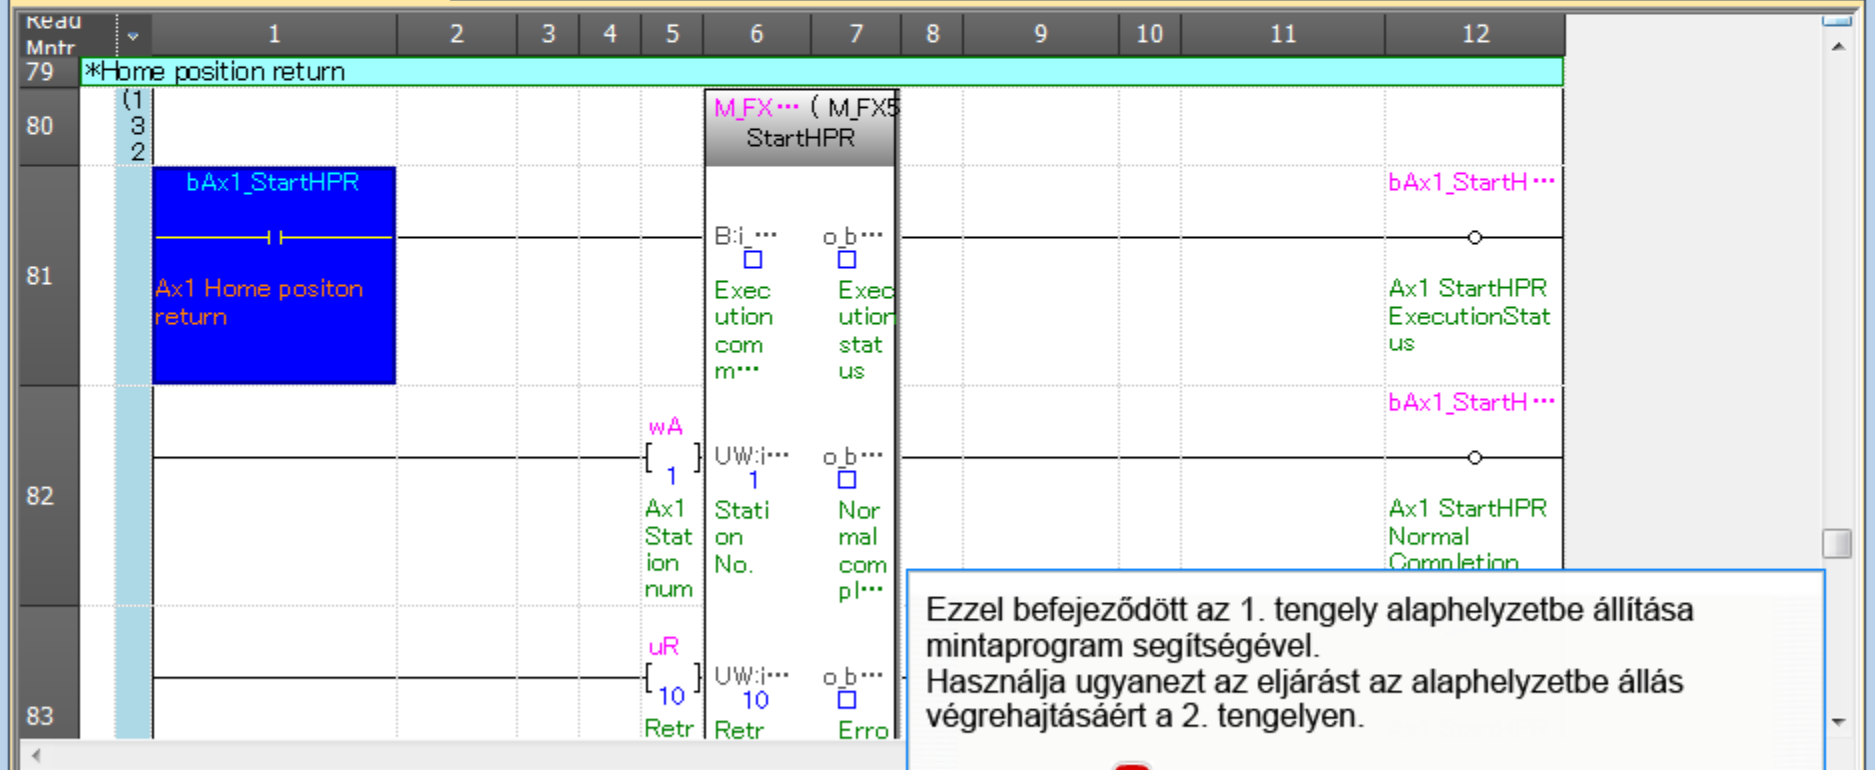 Read
Mntr
1 2 3 4 5 6 7 8 9 10 11 12
79 *Home position return
80 (1
3
2
M_FX··· ( M_FX5
StartHPR
81
bAx1_StartHPR
Ax1 Home positon
return
B:i_··· o_b···
Exec
ution
com
m···
Exec
ution
stat
us
bAx1_StartH···
Ax1 StartHPR
ExecutionStat
us
82
wA
1
Ax1
Stat
ion
num
UW:i··· o_b···
1
Stati
on
No.
Nor
mal
com
pl···
bAx1_StartH···
Ax1 StartHPR
Normal
Completion
83
uR
10
Retr
UW:i··· o_b···
10
Retr
Erro
Ezzel befejeződött az 1. tengely alaphelyzetbe állítása
mintaprogram segítségével.
Használja ugyanezt az eljárást az alaphelyzetbe állás
végrehajtásáért a 2. tengelyen.